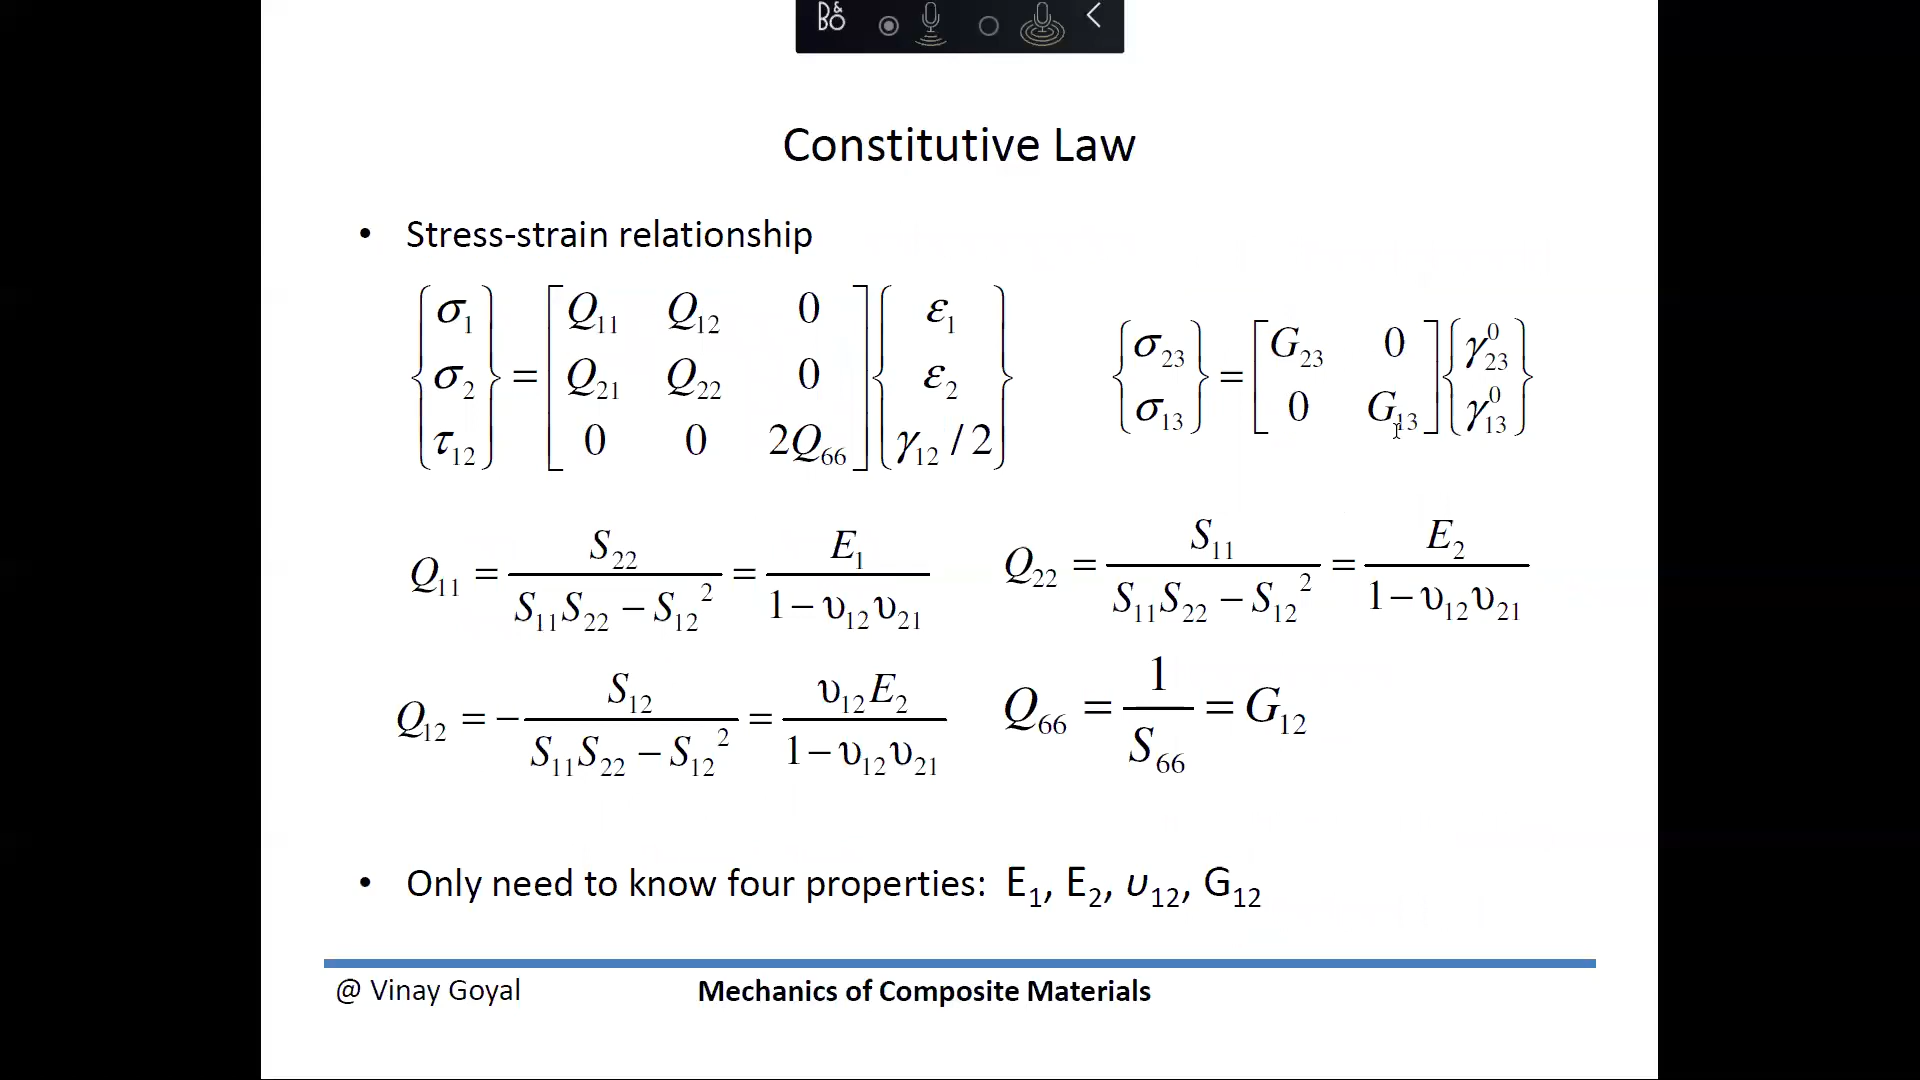 B&O
Constitutive Law
• Stress-strain relationship
{σ₁ σ₂ τ₁₂} = [Q₁₁ Q₁₂ 0; Q₂₁ Q₂₂ 0; 0 0 2Q₆₆] {ε₁ ε₂ γ₁₂ / 2}
{σ₂₃ σ₁₃} = [G₂₃ 0; 0 G₁₃] {γ⁰₂₃ γ⁰₁₃}
Q₁₁ = S₂₂ / (S₁₁S₂₂ − S₁₂²) = E₁ / (1 − υ₁₂υ₂₁)
Q₂₂ = S₁₁ / (S₁₁S₂₂ − S₁₂²) = E₂ / (1 − υ₁₂υ₂₁)
Q₁₂ = − S₁₂ / (S₁₁S₂₂ − S₁₂²) = υ₁₂E₂ / (1 − υ₁₂υ₂₁)
Q₆₆ = 1 / S₆₆ = G₁₂
• Only need to know four properties: E₁, E₂, υ₁₂, G₁₂
@ Vinay Goyal
Mechanics of Composite Materials